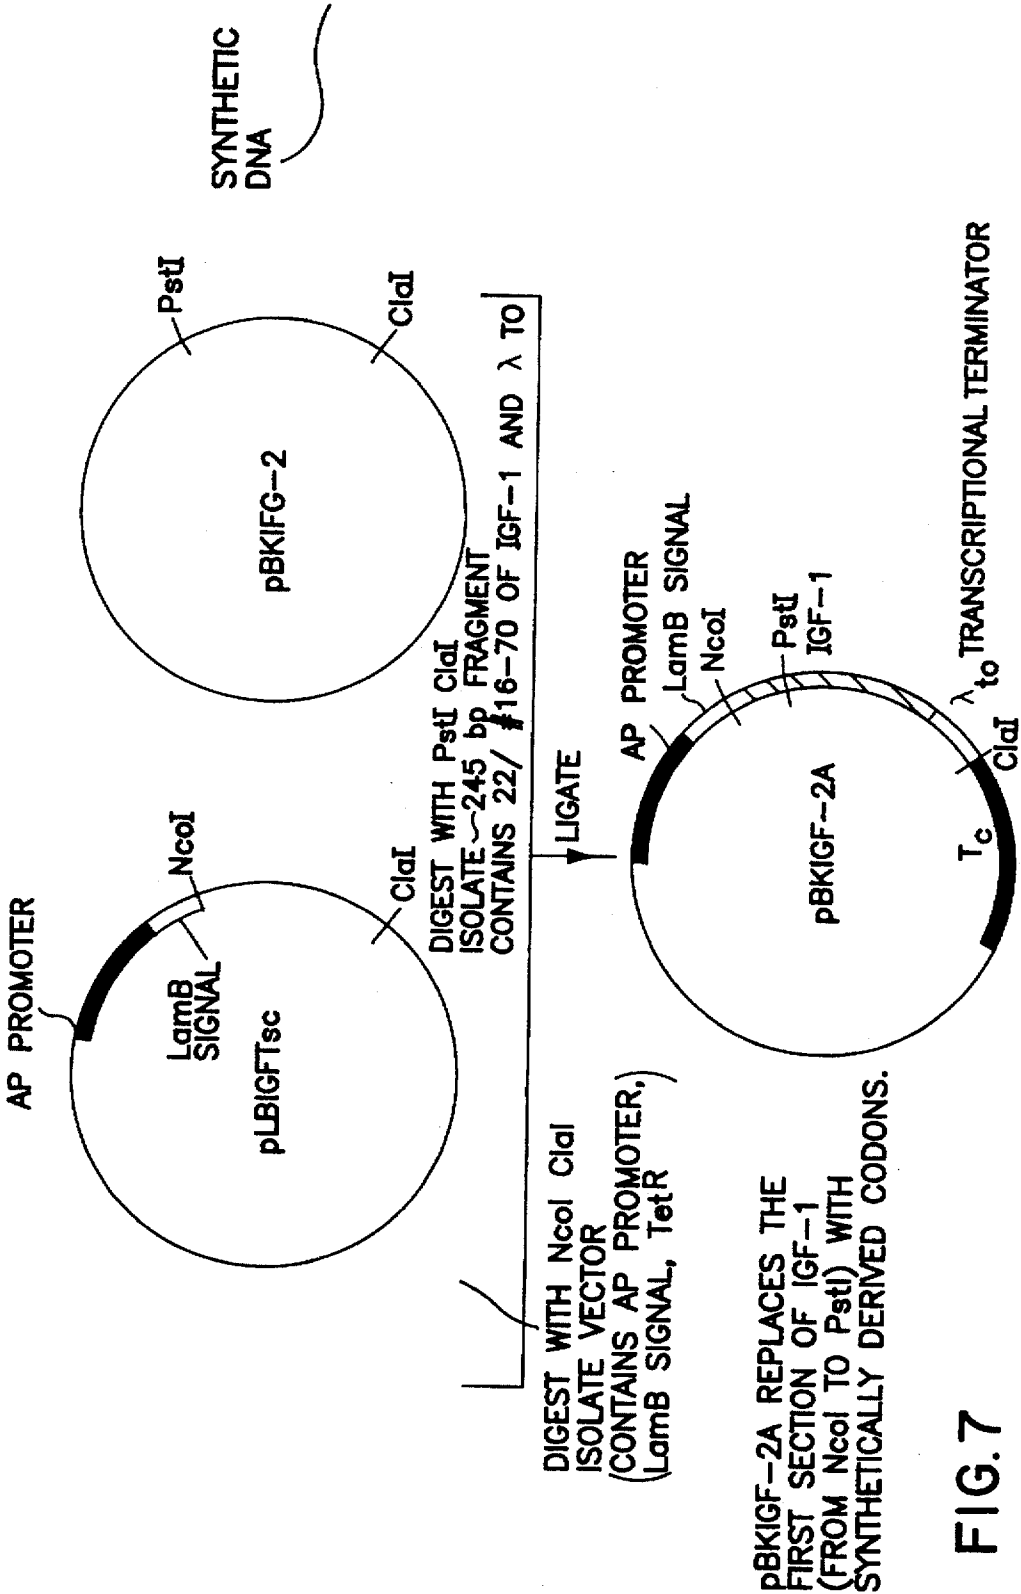 AP PROMOTER
LamB
SIGNAL
NcoI
pLBIGFTsc
ClaI
PstI
pBKIFG-2
ClaI
SYNTHETIC
DNA
DIGEST WITH PstI ClaI
ISOLATE ~245 bp FRAGMENT
CONTAINS 22/ #16-70 OF IGF-1 AND λ TO
DIGEST WITH NcoI ClaI
ISOLATE VECTOR
(CONTAINS AP PROMOTER,)
(LamB SIGNAL, TetR)
LIGATE
AP PROMOTER
LamB SIGNAL
NcoI
PstI
IGF-1
pBKIGF-2A
Tc
λ to TRANSCRIPTIONAL TERMINATOR
ClaI
pBKIGF-2A REPLACES THE
FIRST SECTION OF IGF-1
(FROM NcoI TO PstI) WITH
SYNTHETICALLY DERIVED CODONS.
FIG. 7